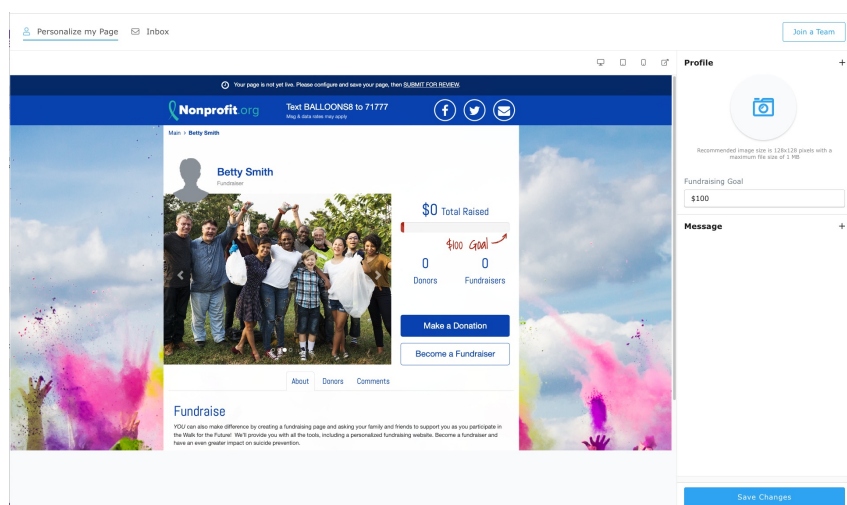 Personalize my Page
Inbox
Join a Team
Your page is not yet live. Please configure and save your page, then SUBMIT FOR REVIEW.
Nonprofit.org
Text BALLOONS8 to 71777
Msg & data rates may apply
Main > Betty Smith
Betty Smith
Fundraiser
$0 Total Raised
$100 Goal
0 0
Donors Fundraisers
Make a Donation
Become a Fundraiser
About Donors Comments
Fundraise
YOU can also make difference by creating a fundraising page and asking your family and friends to support you as you participate in
the Walk for the Future! We'll provide you with all the tools, including a personalized fundraising website. Become a fundraiser and
have an even greater impact on suicide prevention.
Profile +
Recommended image size is 128x128 pixels with a
maximum file size of 1 MB
Fundraising Goal
$100
Message +
Save Changes